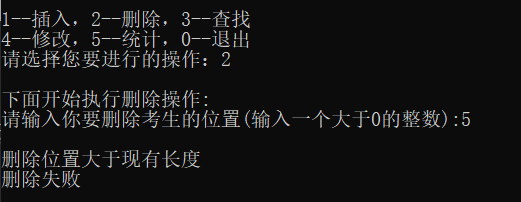 1--插入，2--删除，3--查找
4--修改，5--统计，0--退出
请选择您要进行的操作：2
下面开始执行删除操作:
请输入你要删除考生的位置(输入一个大于0的整数):5
删除位置大于现有长度
删除失败